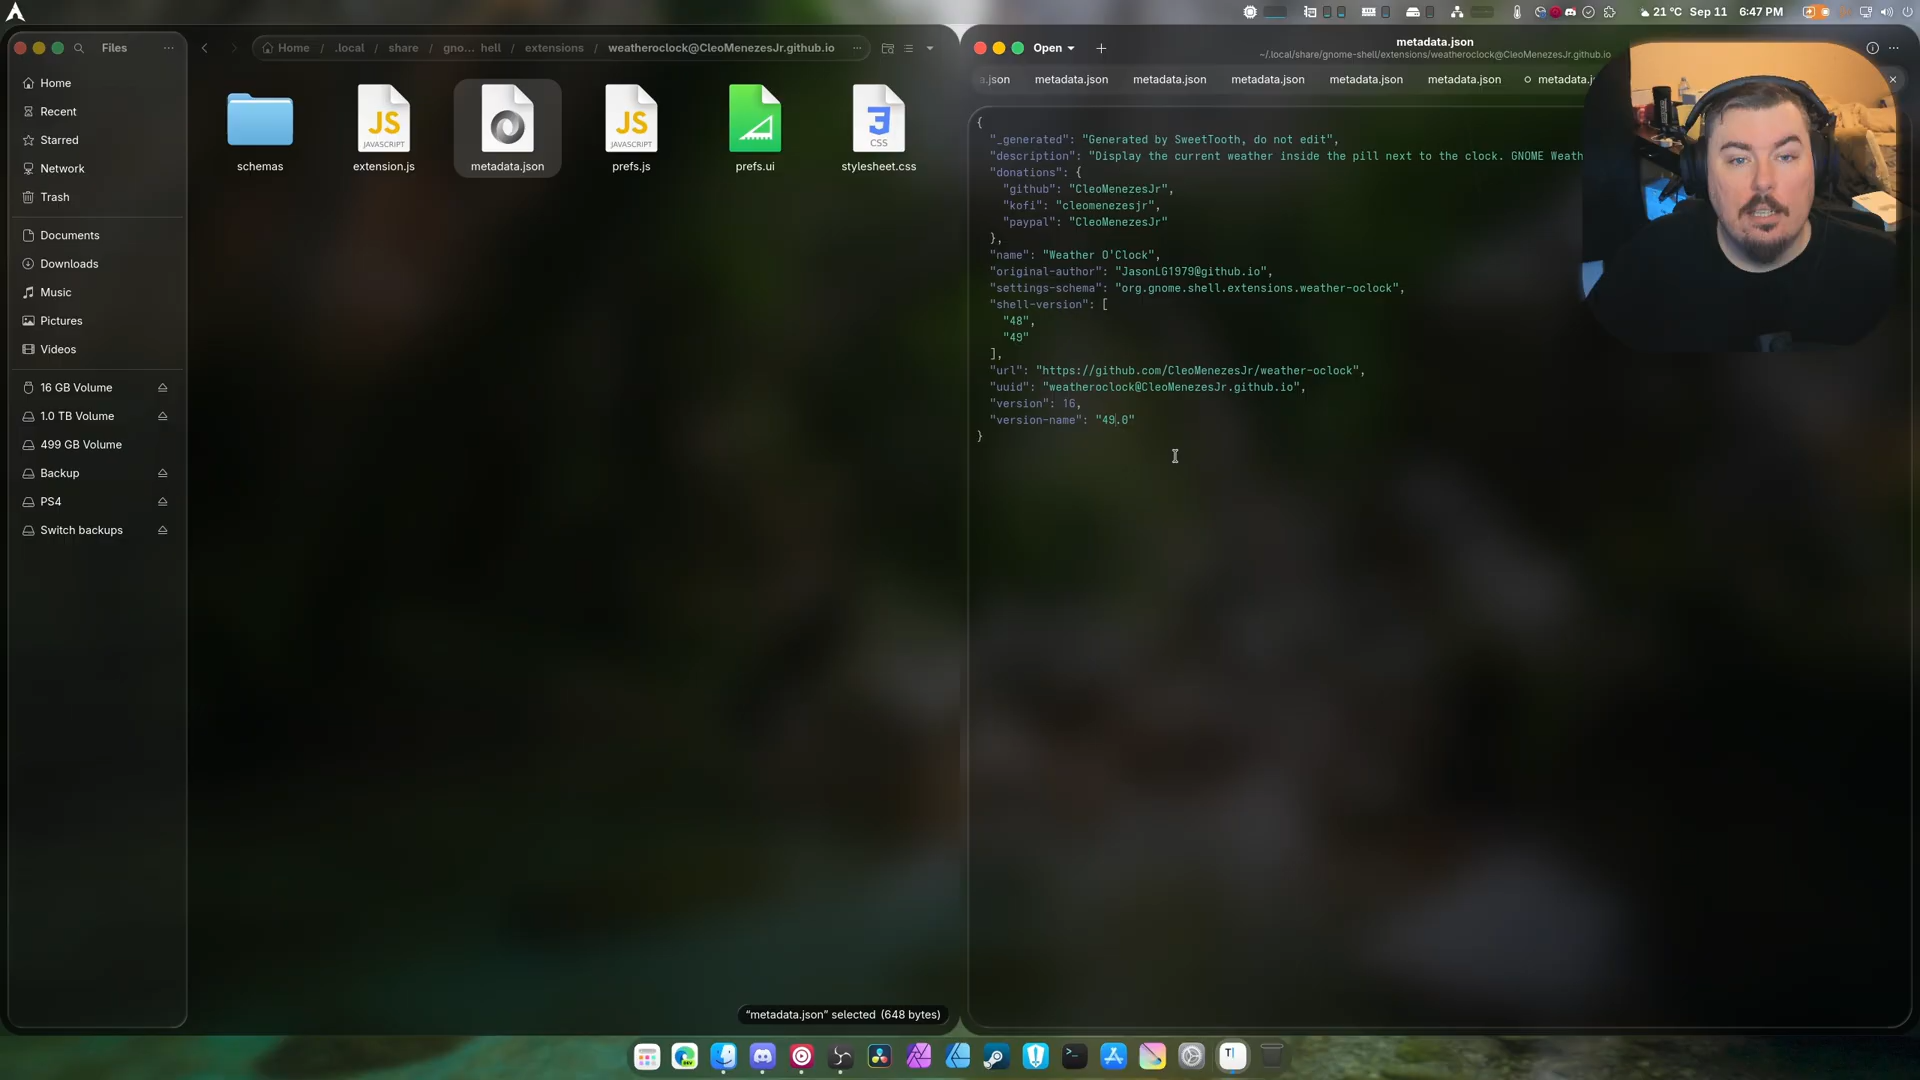 21 °C Sep 11 6:47 PM
Files
Home / .local / share / gno... hell / extensions / weatheroclock@CleoMenezesJr.github.io
Home
Recent
Starred
Network
Trash
Documents
Downloads
Music
Pictures
Videos
16 GB Volume
1.0 TB Volume
499 GB Volume
Backup
PS4
Switch backups
schemas
JS
JAVASCRIPT
extension.js
metadata.json
JS
JAVASCRIPT
prefs.js
prefs.ui
CSS
stylesheet.css
"metadata.json" selected (648 bytes)
Open
metadata.json
~/.local/share/gnome-shell/extensions/weatheroclock@CleoMenezesJr.github.io
a.json metadata.json metadata.json metadata.json metadata.json metadata.json metadata.j
{
"_generated": "Generated by SweetTooth, do not edit",
"description": "Display the current weather inside the pill next to the clock. GNOME Weath
"donations": {
"github": "CleoMenezesJr",
"kofi": "cleomenezesjr",
"paypal": "CleoMenezesJr"
},
"name": "Weather O'Clock",
"original-author": "JasonLG1979@github.io",
"settings-schema": "org.gnome.shell.extensions.weather-oclock",
"shell-version": [
"48",
"49"
],
"url": "https://github.com/CleoMenezesJr/weather-oclock",
"uuid": "weatheroclock@CleoMenezesJr.github.io",
"version": 16,
"version-name": "49.0"
}